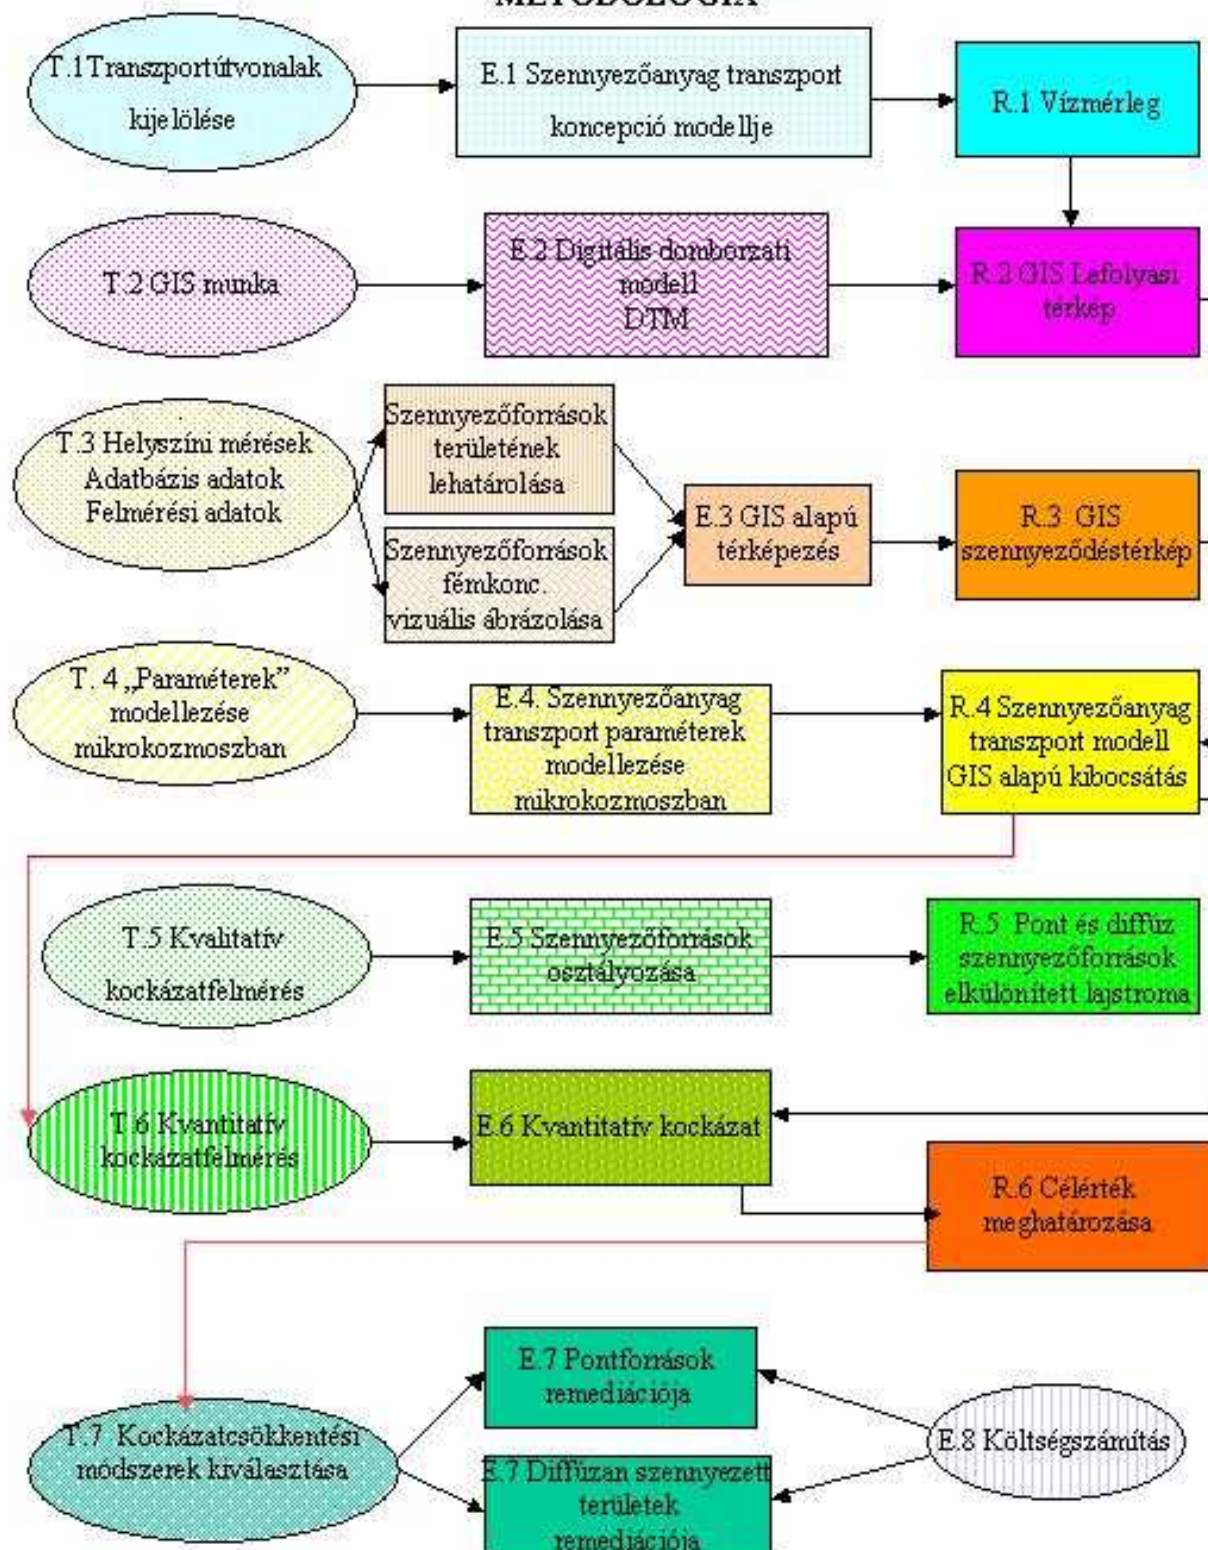 METODOLÓGIA
T.1 Transzportútvonalak
kijelölése
E.1 Szennyezőanyag transzport
koncepció modellje
R.1 Vízmérleg
T.2 GIS munka
E.2 Digitális domborzati
modell
DTM
R.2 GIS Lefolyási
térkép
T.3 Helyszíni mérések
Adatbázis adatok
Felmérési adatok
Szennyezőforrások
területének
lehatárolása
Szennyezőforrások
fémkonc.
vizuális ábrázolása
E.3 GIS alapú
térképezés
R.3 GIS
szennyeződéstérkép
T. 4 „Paraméterek”
modellezése
mikrokozmoszban
E.4. Szennyezőanyag
transzport paraméterek
modellezése
mikrokozmoszban
R.4 Szennyezőanyag
transzport modell
GIS alapú kibocsátás
T.5 Kvalitatív
kockázatfelmérés
E.5 Szennyezőforrások
osztályozása
R.5 Pont és diffúz
szennyezőforrások
elkülönített lajstroma
T.6 Kvantitatív
kockázatfelmérés
E.6 Kvantitatív kockázat
R.6 Célérték
meghatározása
T.7 Kockázatcsökkentési
módszerek kiválasztása
E.7 Pontforrások
remediációja
E.7 Diffúzan szennyezett
területek
remediációja
E.8 Költségszámítás